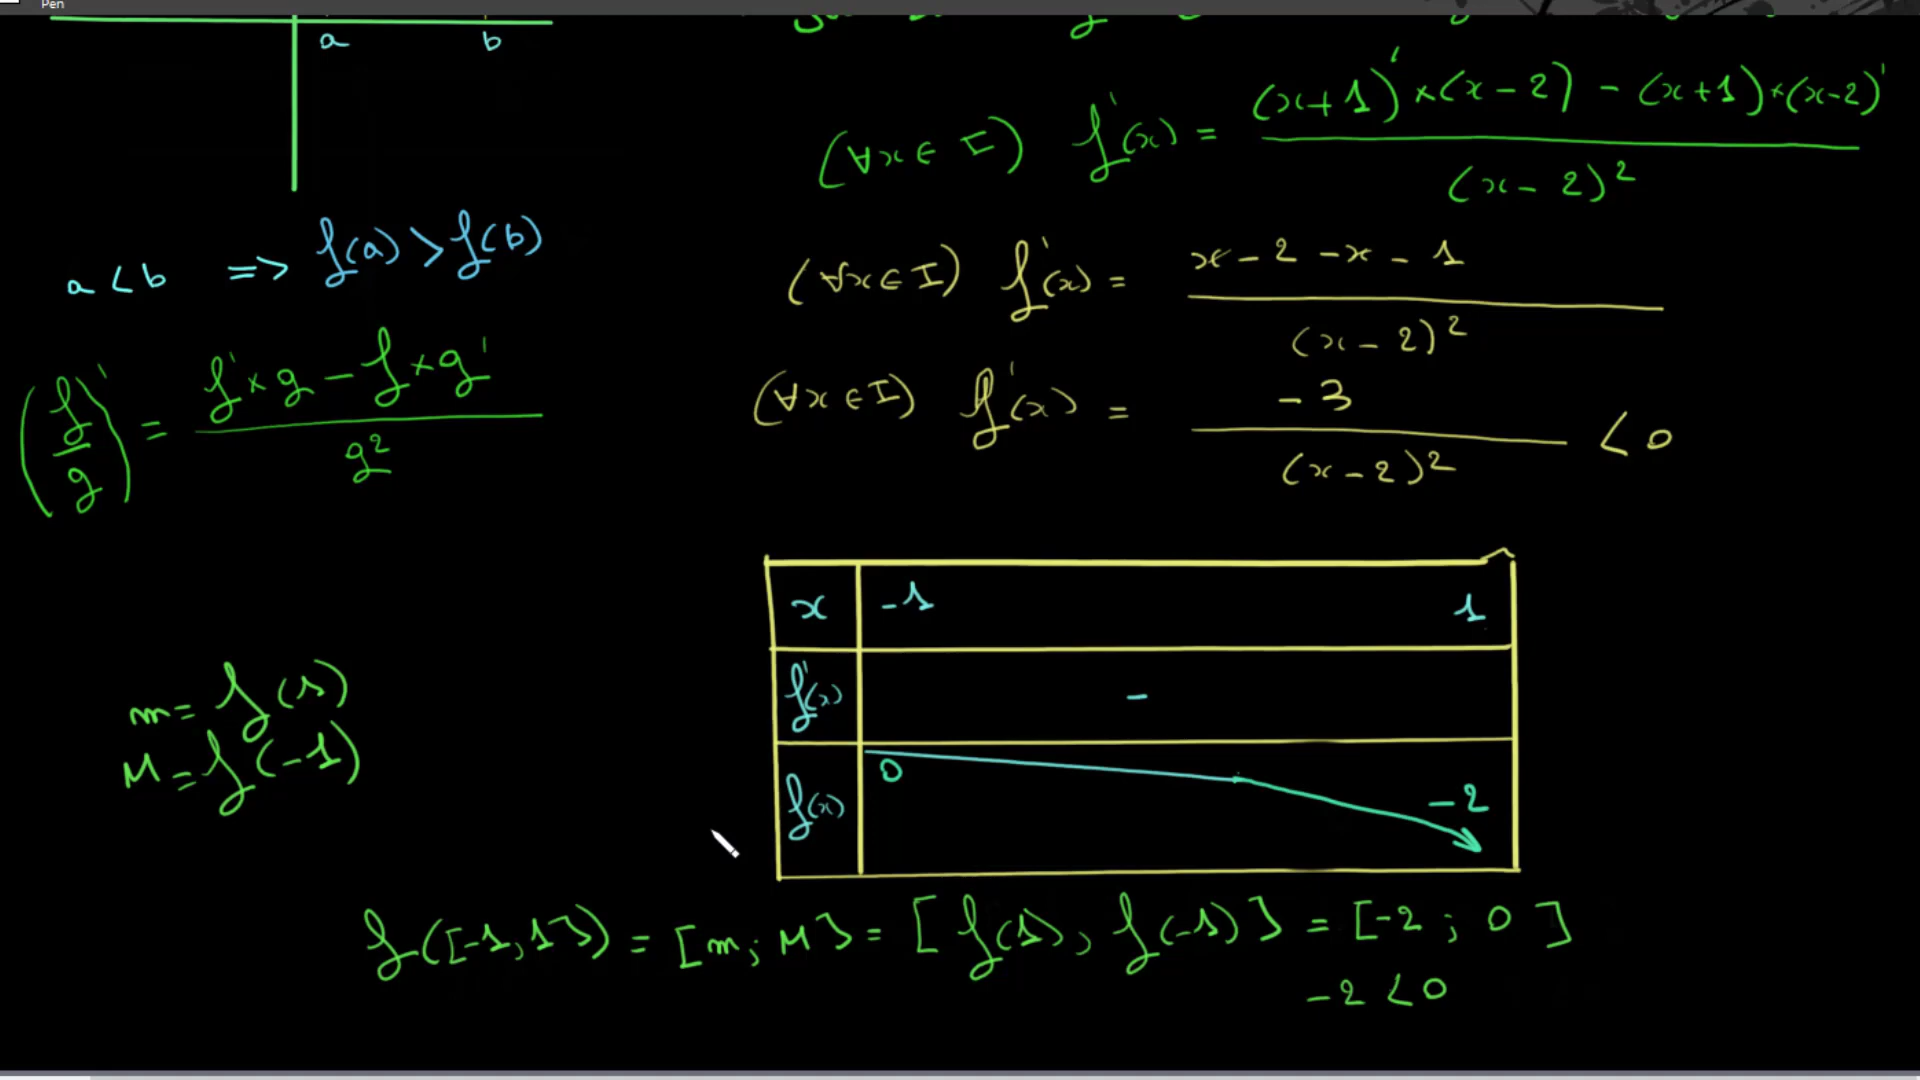 Pen
a b
(∀x ∈ I) f'(x) = ((x+1)' × (x-2) - (x+1) × (x-2)') / (x-2)²
a < b => f(a) > f(b)
(∀x ∈ I) f'(x) = (x - 2 - x - 1) / (x-2)²
(f/g)' = (f' × g - f × g') / g²
(∀x ∈ I) f'(x) = -3 / (x-2)² < 0
x -1 1
f'(x) -
f(x) 0 -2
m = f(1)
M = f(-1)
f([-1,1]) = [m; M] = [f(1), f(-1)] = [-2; 0]
-2 < 0